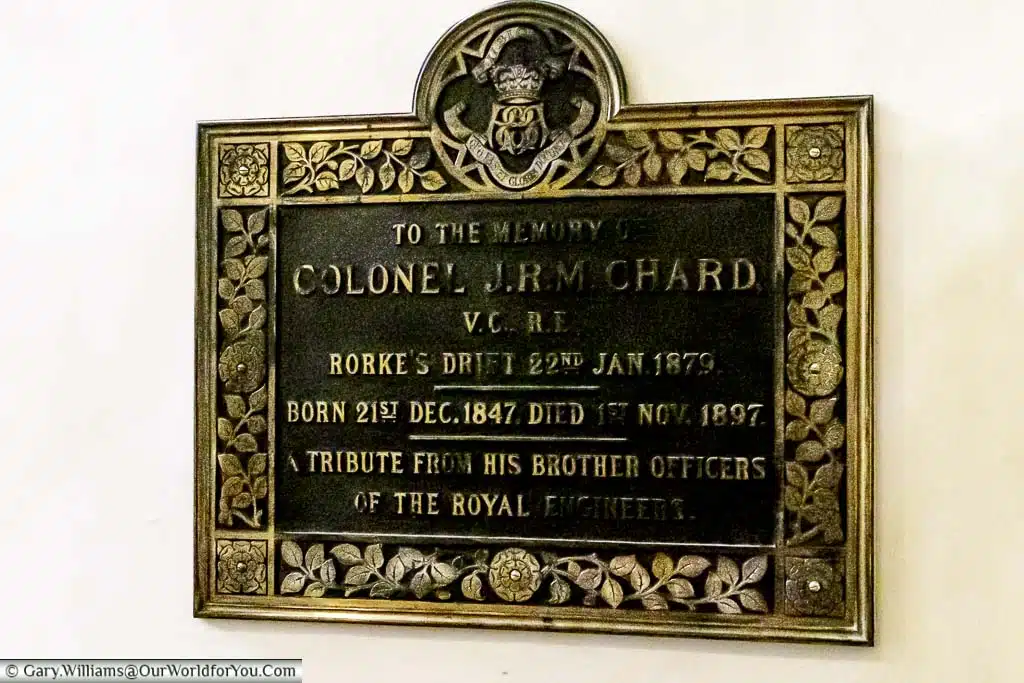 TO THE MEMORY OF
COLONEL J.R.M. CHARD,
V.C. R.E.
RORKE'S DRIFT 22ND JAN. 1879.
BORN 21ST DEC. 1847. DIED 1ST NOV. 1897.
A TRIBUTE FROM HIS BROTHER OFFICERS
OF THE ROYAL ENGINEERS.
© Gary.Williams@OurWorldforYou.Com